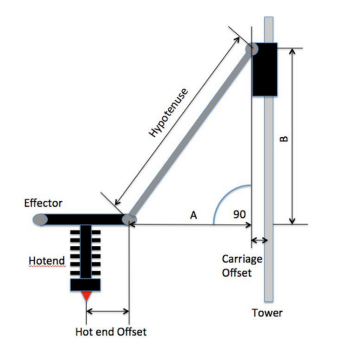 Hypotenuse
B
Effector
A
90
Hotend
Carriage
Offset
Tower
Hot end Offset